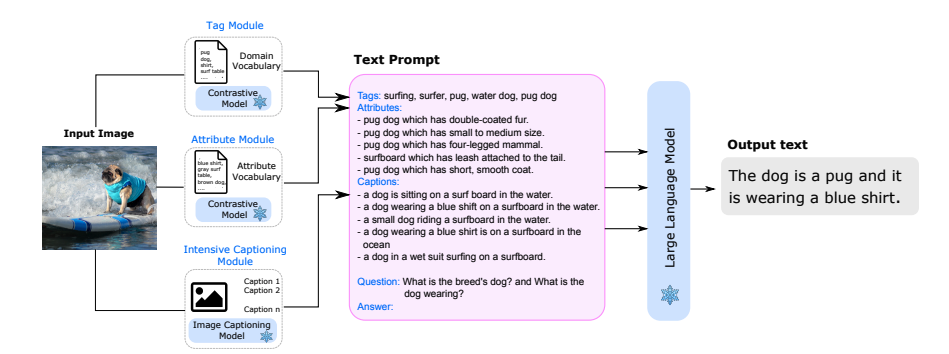 Tag Module
pug
dog,
shirt,
surf table
Domain
Vocabulary
Contrastive
Model
Input Image
Attribute Module
blue shirt,
gray surf
table,
brown dog,
....
Attribute
Vocabulary
Contrastive
Model
Intensive Captioning
Module
Caption 1
Caption 2
Caption n
Image Captioning
Model
Text Prompt
Tags: surfing, surfer, pug, water dog, pug dog
Attributes:
- pug dog which has double-coated fur.
- pug dog which has small to medium size.
- pug dog which has four-legged mammal.
- surfboard which has leash attached to the tail.
- pug dog which has short, smooth coat.
Captions:
- a dog is sitting on a surf board in the water.
- a dog wearing a blue shift on a surfboard in the water.
- a small dog riding a surfboard in the water.
- a dog wearing a blue shirt is on a surfboard in the
ocean
- a dog in a wet suit surfing on a surfboard.
Question: What is the breed's dog? and What is the
dog wearing?
Answer:
Large Language Model
Output text
The dog is a pug and it
is wearing a blue shirt.